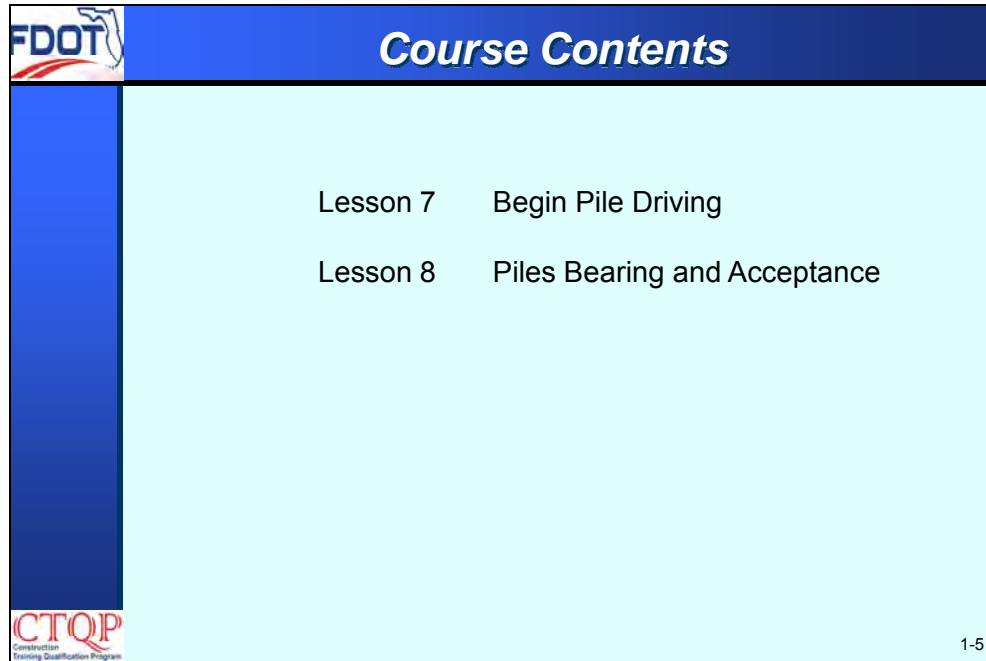 FDOT
Course Contents
Lesson 7 Begin Pile Driving
Lesson 8 Piles Bearing and Acceptance
CTQP
Construction
Training Qualification Program
1-5